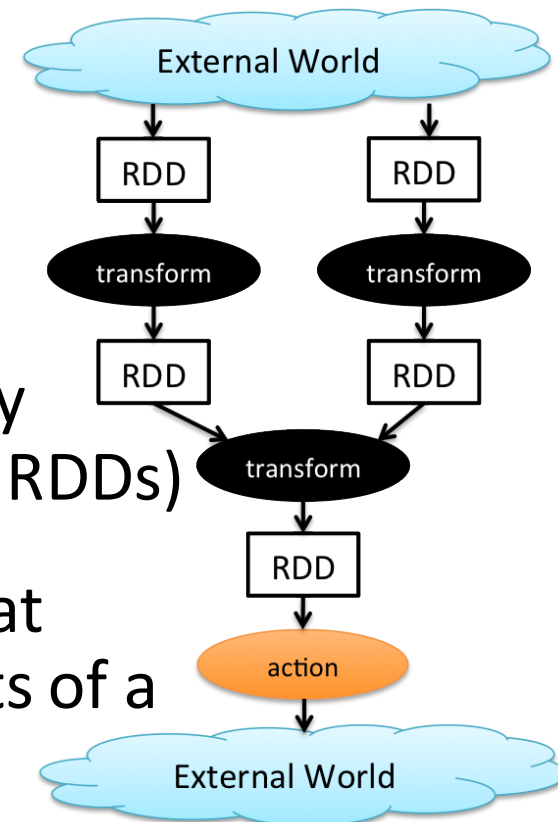 External World
RDD RDD
transform transform
RDD RDD
y
RDDs)
transform
RDD
at
action
ts of a
External World